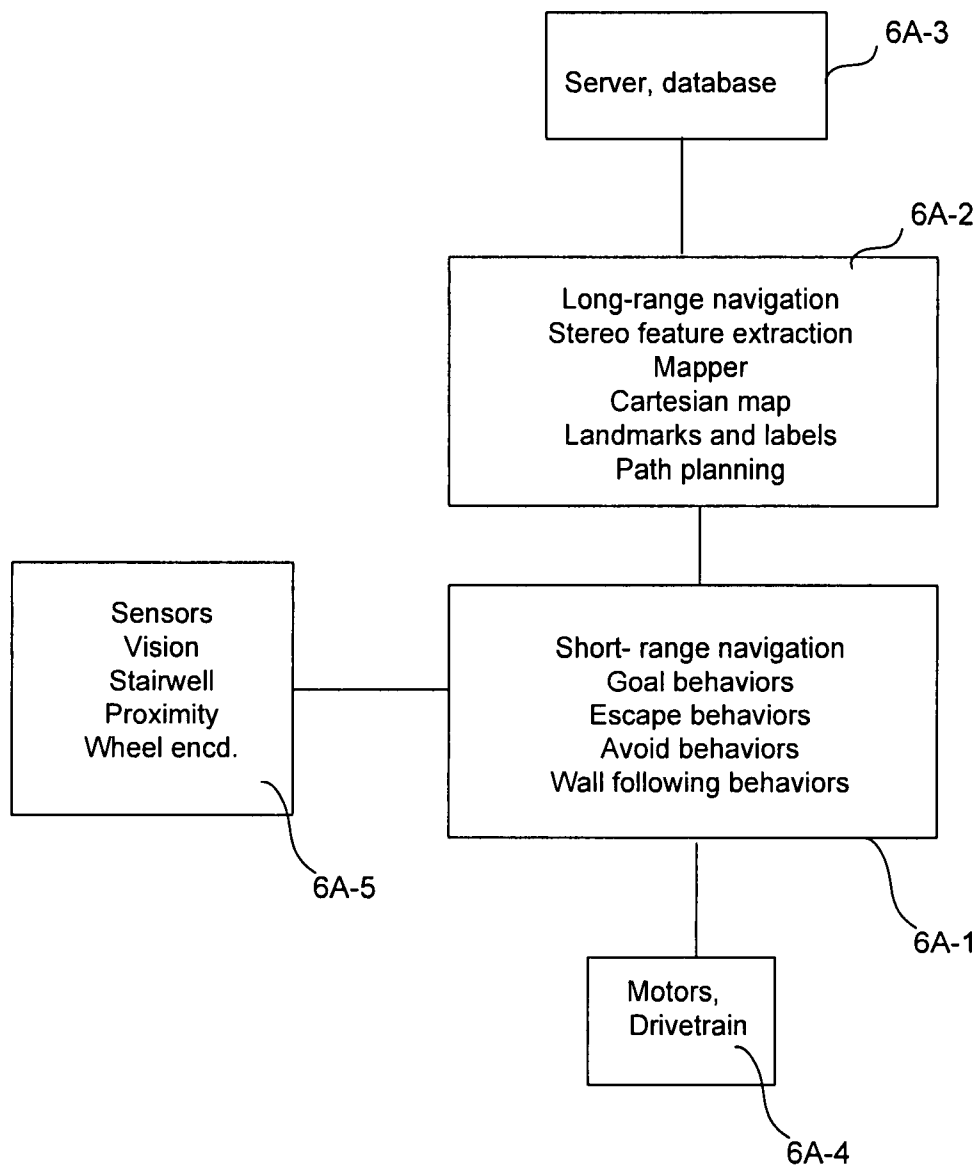 6A-3
Server, database
6A-2
Long-range navigation
Stereo feature extraction
Mapper
Cartesian map
Landmarks and labels
Path planning
Sensors
Vision
Stairwell
Proximity
Wheel encd.
6A-5
Short- range navigation
Goal behaviors
Escape behaviors
Avoid behaviors
Wall following behaviors
6A-1
Motors,
Drivetrain
6A-4